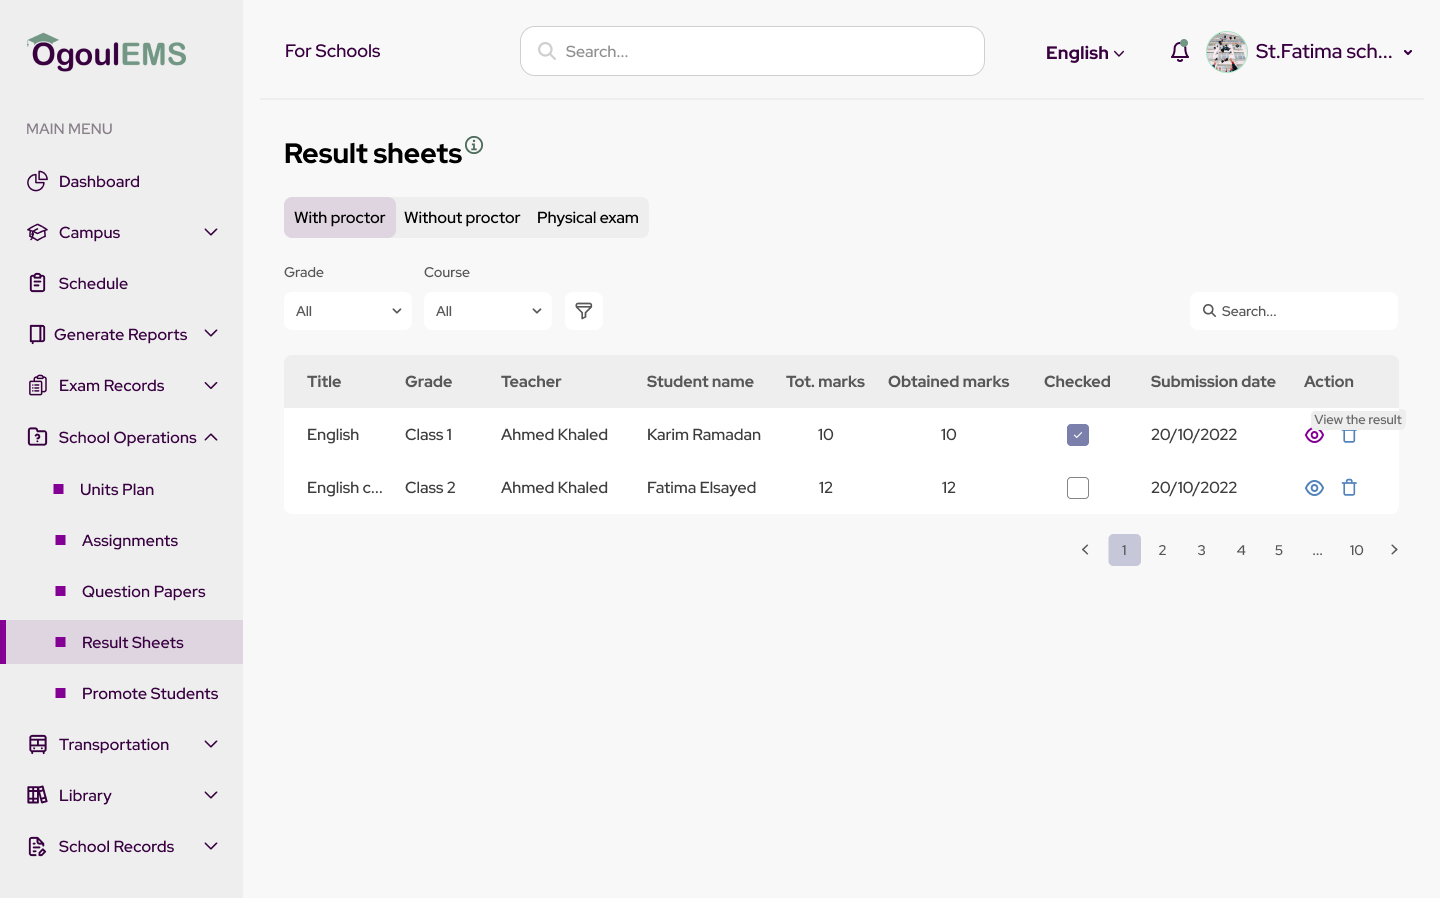 OgoulEMS
For Schools
Search...
English
St.Fatima sch...
MAIN MENU
Dashboard
Campus
Schedule
Generate Reports
Exam Records
School Operations
Units Plan
Assignments
Question Papers
Result Sheets
Promote Students
Transportation
Library
School Records
Result sheets
With proctor Without proctor Physical exam
Grade Course
All All Search...
Title Grade Teacher Student name Tot. marks Obtained marks Checked Submission date Action
View the result
English Class 1 Ahmed Khaled Karim Ramadan 10 10 20/10/2022
English c... Class 2 Ahmed Khaled Fatima Elsayed 12 12 20/10/2022
1 2 3 4 5 ... 10